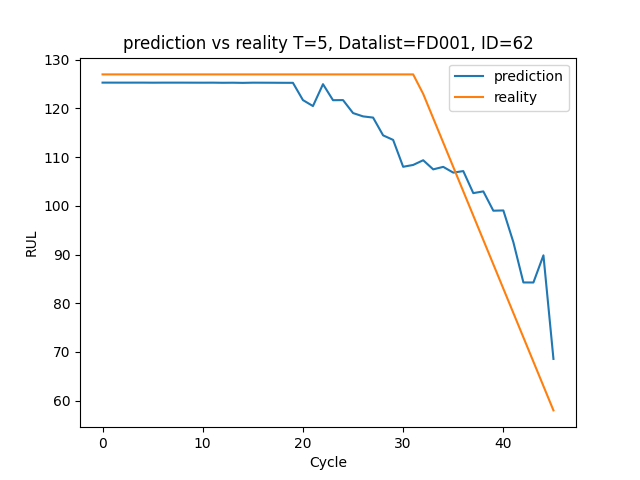 prediction vs reality T=5, Datalist=FD001, ID=62
prediction
reality
130
120
110
100
90
80
70
60
RUL
0
10
20
30
40
Cycle